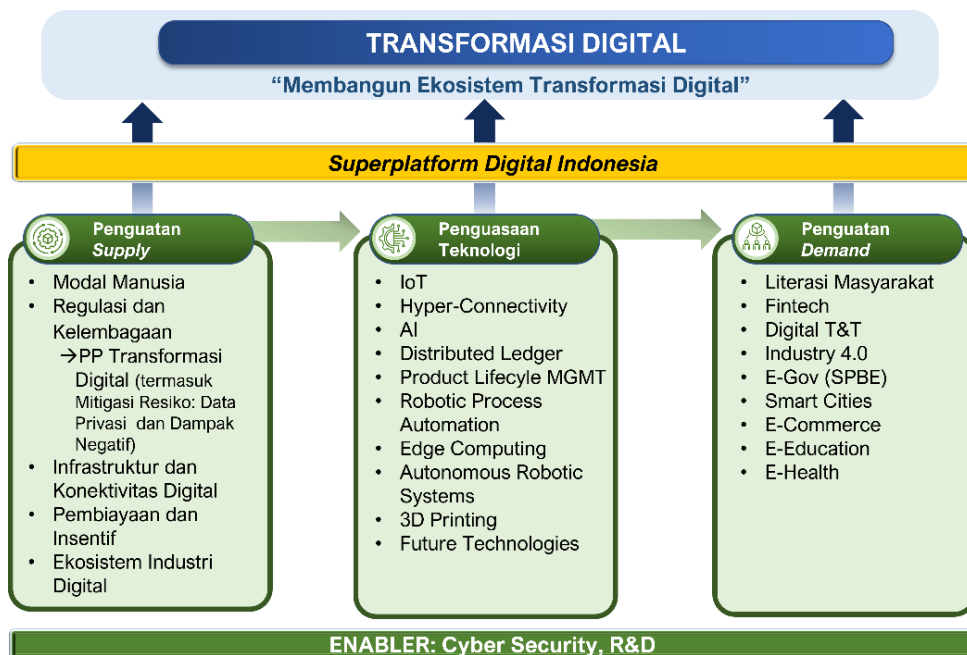 TRANSFORMASI DIGITAL
“Membangun Ekosistem Transformasi Digital”
Superplatform Digital Indonesia
Penguatan
Supply
• Modal Manusia
• Regulasi dan
Kelembagaan
→PP Transformasi
Digital (termasuk
Mitigasi Resiko: Data
Privasi dan Dampak
Negatif)
• Infrastruktur dan
Konektivitas Digital
• Pembiayaan dan
Insentif
• Ekosistem Industri
Digital
Penguasaan
Teknologi
• IoT
• Hyper-Connectivity
• AI
• Distributed Ledger
• Product Lifecyle MGMT
• Robotic Process
Automation
• Edge Computing
• Autonomous Robotic
Systems
• 3D Printing
• Future Technologies
Penguatan
Demand
• Literasi Masyarakat
• Fintech
• Digital T&T
• Industry 4.0
• E-Gov (SPBE)
• Smart Cities
• E-Commerce
• E-Education
• E-Health
ENABLER: Cyber Security, R&D